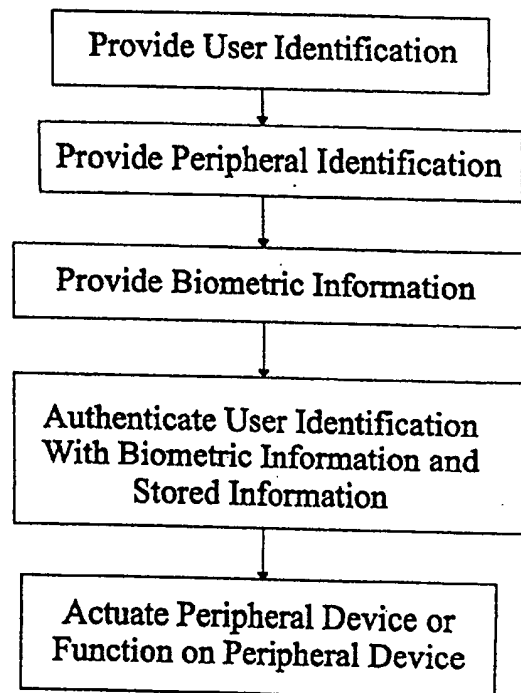 Provide User Identification
Provide Peripheral Identification
Provide Biometric Information
Authenticate User Identification
With Biometric Information and
Stored Information
Actuate Peripheral Device or
Function on Peripheral Device